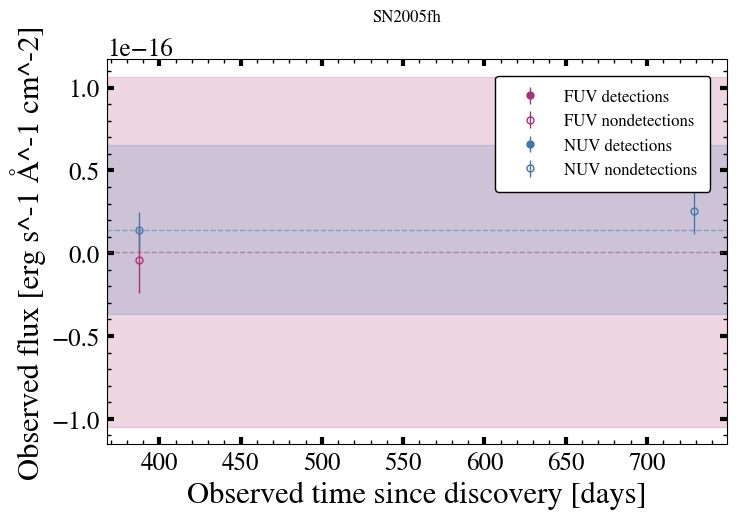 SN2005fh
1e−16
1.0
0.5
0.0
−0.5
−1.0
Observed flux [erg s^-1 Å^-1 cm^-2]
FUV detections
FUV nondetections
NUV detections
NUV nondetections
400 450 500 550 600 650 700
Observed time since discovery [days]